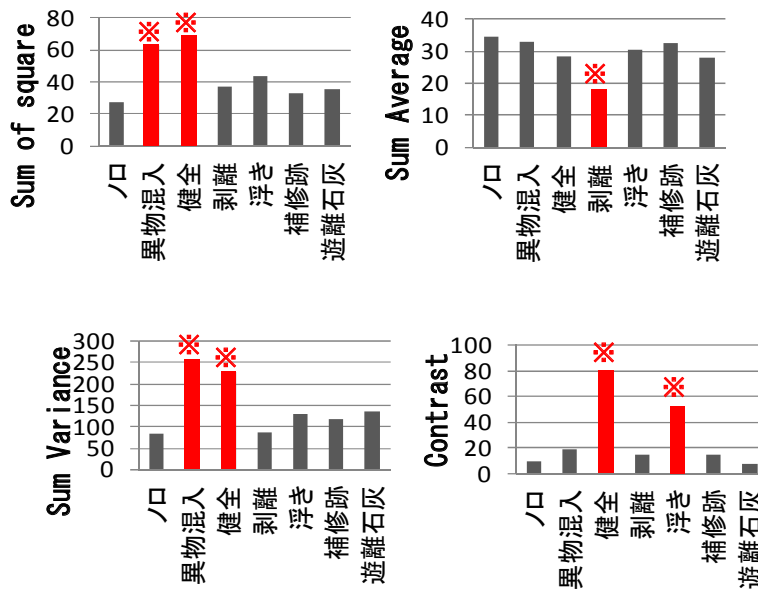 Sum of square
80
60
40
20
0
※
※
ノロ
異物混入
健全
剥離
浮き
補修跡
遊離石灰
Sum Average
40
30
20
10
0
※
ノロ
異物混入
健全
剥離
浮き
補修跡
遊離石灰
Sum Variance
300
250
200
150
100
50
0
※
※
ノロ
異物混入
健全
剥離
浮き
補修跡
遊離石灰
Contrast
100
80
60
40
20
0
※
※
ノロ
異物混入
健全
剥離
浮き
補修跡
遊離石灰